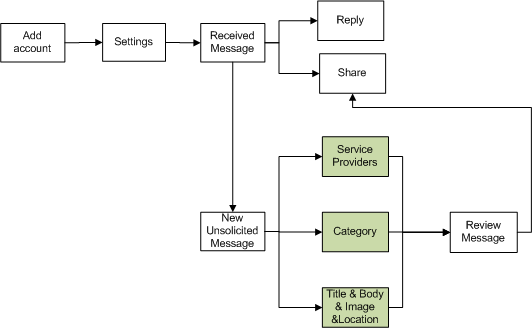 Add
account
Settings
Received
Message
Reply
Share
Service
Providers
New
Unsolicited
Message
Category
Review
Message
Title & Body
& Image
&Location